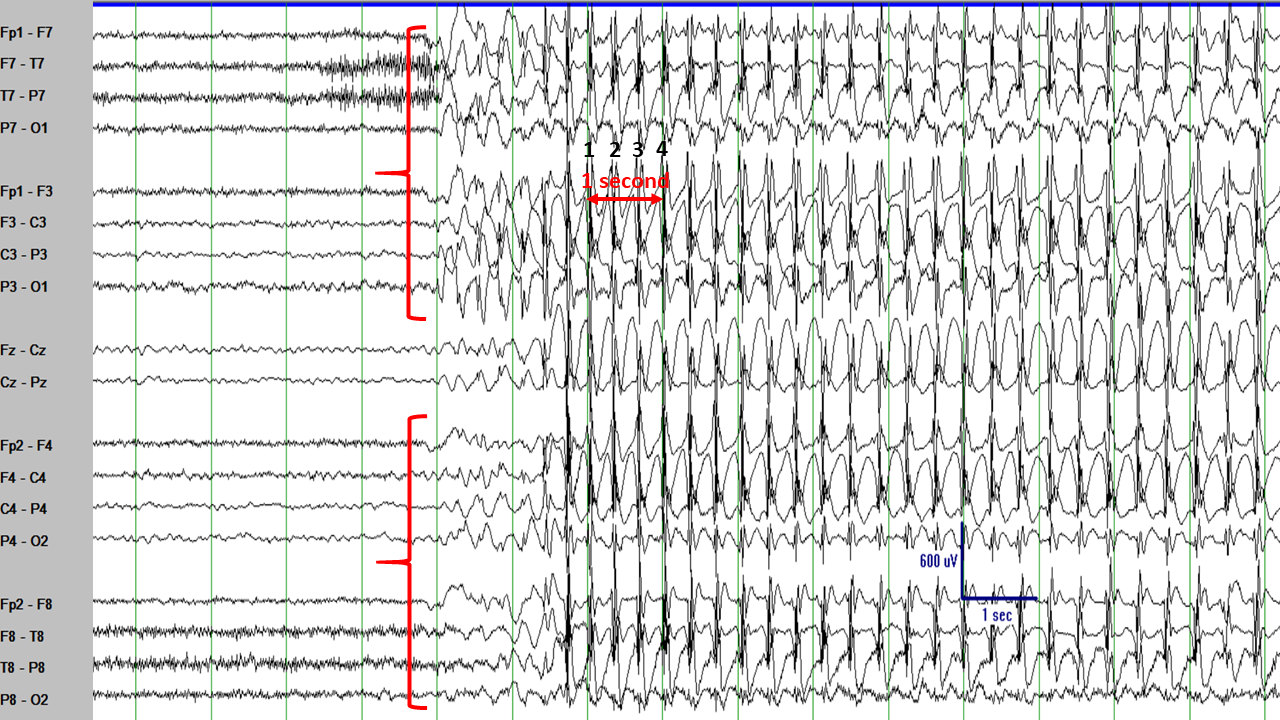 Fp1 - F7
F7 - T7
T7 - P7
P7 - O1
1 2 3 4
1 second
Fp1 - F3
F3 - C3
C3 - P3
P3 - O1
Fz - Cz
Cz - Pz
Fp2 - F4
F4 - C4
C4 - P4
P4 - O2
600 uV
Fp2 - F8
1 sec
F8 - T8
T8 - P8
P8 - O2